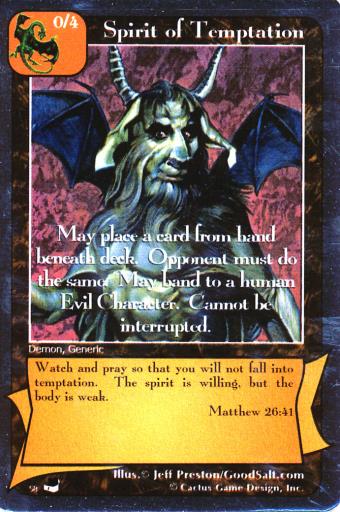 0/4
Spirit of Temptation
May place a card from hand
beneath deck. Opponent must do
the same. May band to a human
Evil Character. Cannot be
interrupted.
Demon, Generic
Watch and pray so that you will not fall into
temptation. The spirit is willing, but the
body is weak.
Matthew 26:41
Illus.© Jeff Preston/GoodSalt.com
© Cactus Game Design, Inc.